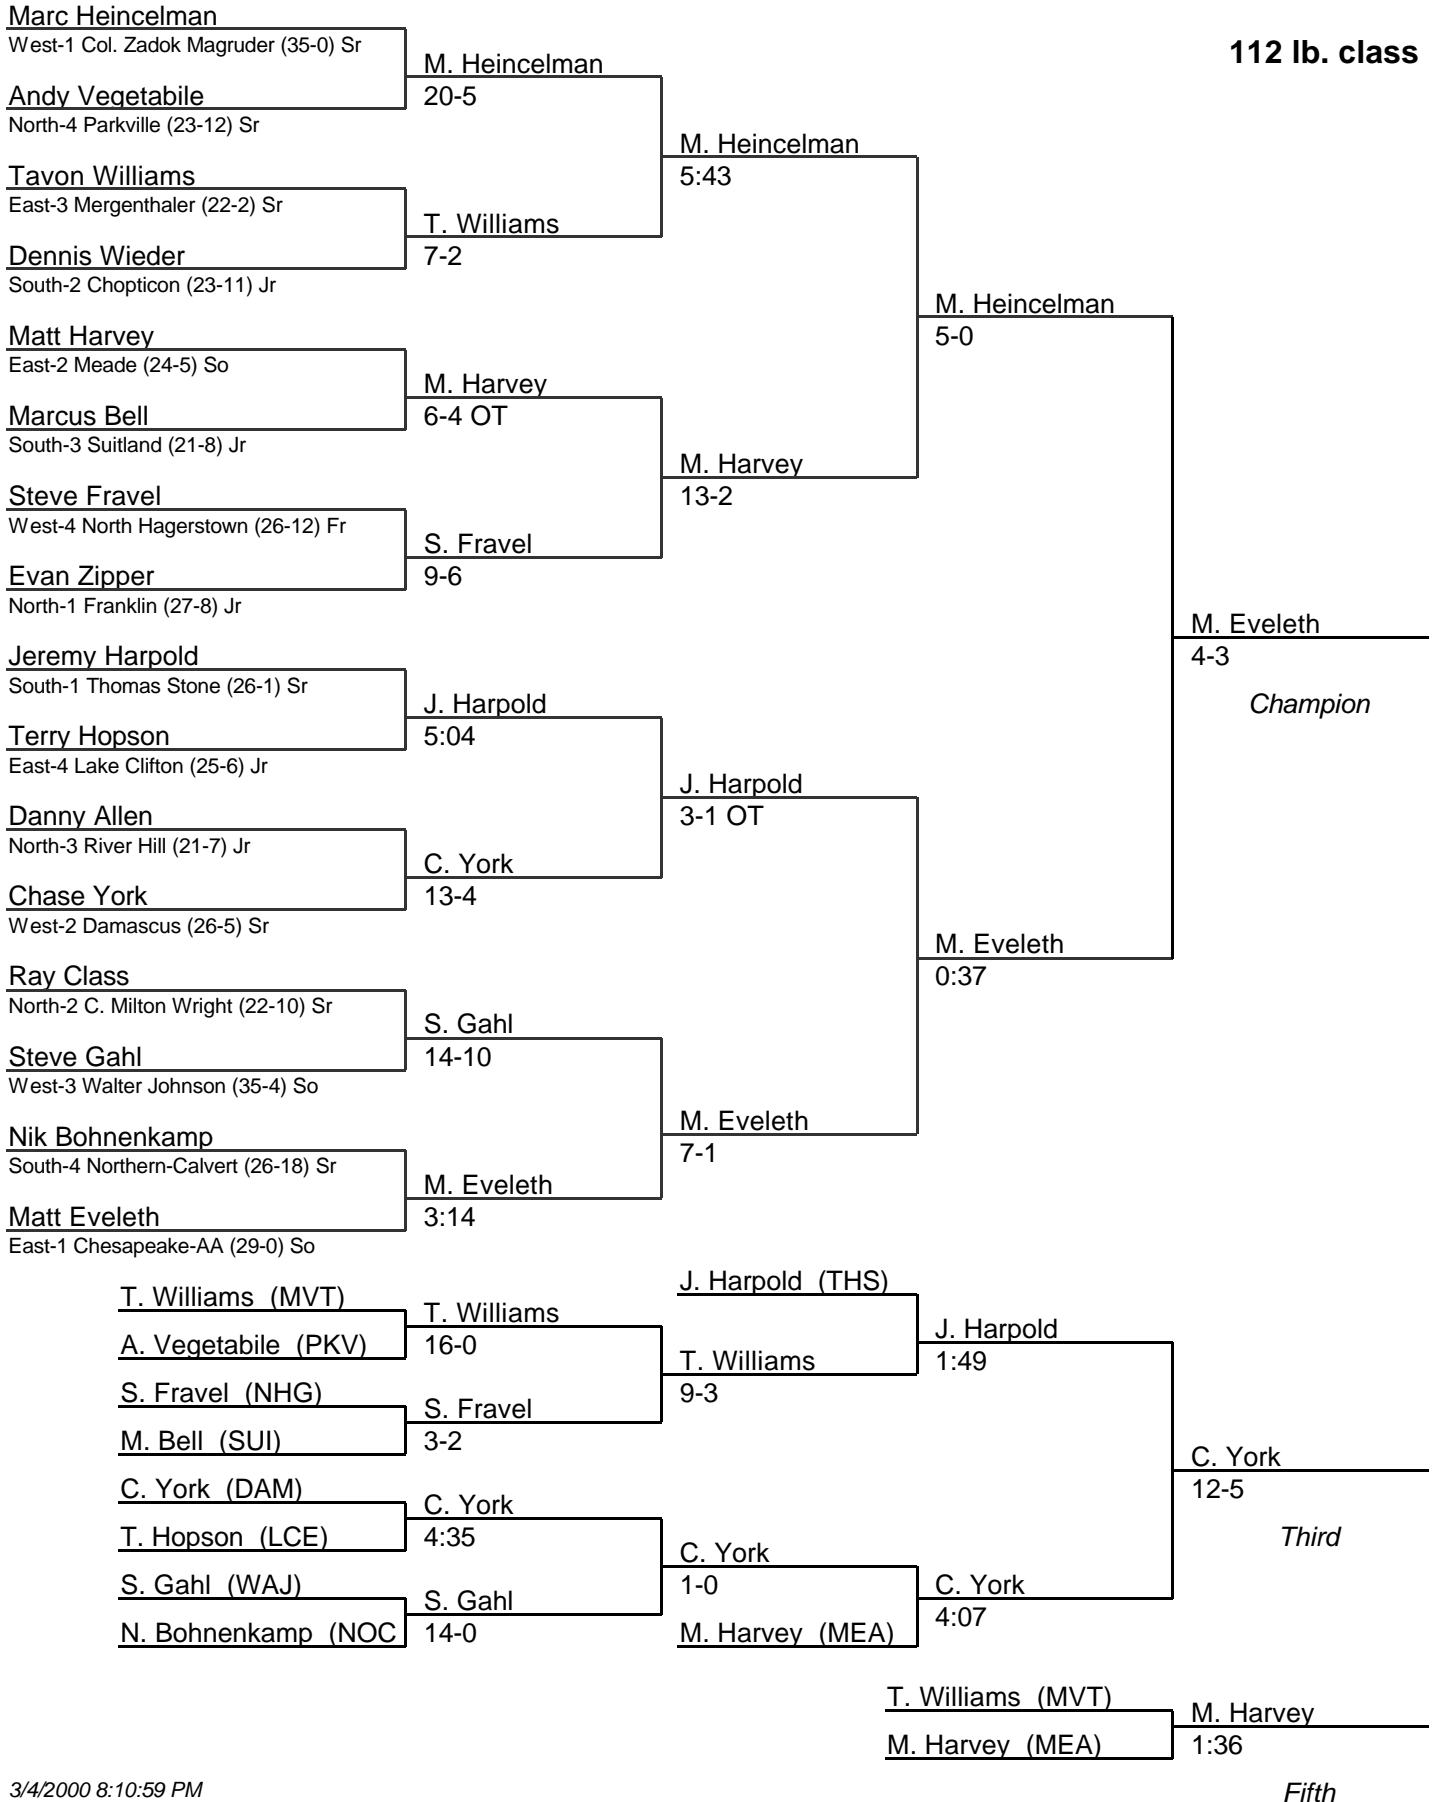 Marc Heincelman
West-1 Col. Zadok Magruder (35-0) Sr
112 lb. class
M. Heincelman
20-5
Andy Vegetabile
North-4 Parkville (23-12) Sr
M. Heincelman
5:43
Tavon Williams
East-3 Mergenthaler (22-2) Sr
T. Williams
7-2
Dennis Wieder
South-2 Chopticon (23-11) Jr
M. Heincelman
5-0
Matt Harvey
East-2 Meade (24-5) So
M. Harvey
6-4 OT
Marcus Bell
South-3 Suitland (21-8) Jr
M. Harvey
13-2
Steve Fravel
West-4 North Hagerstown (26-12) Fr
S. Fravel
9-6
Evan Zipper
North-1 Franklin (27-8) Jr
M. Eveleth
4-3
Champion
Jeremy Harpold
South-1 Thomas Stone (26-1) Sr
J. Harpold
5:04
Terry Hopson
East-4 Lake Clifton (25-6) Jr
J. Harpold
3-1 OT
Danny Allen
North-3 River Hill (21-7) Jr
C. York
13-4
Chase York
West-2 Damascus (26-5) Sr
M. Eveleth
0:37
Ray Class
North-2 C. Milton Wright (22-10) Sr
S. Gahl
14-10
Steve Gahl
West-3 Walter Johnson (35-4) So
M. Eveleth
7-1
Nik Bohnenkamp
South-4 Northern-Calvert (26-18) Sr
M. Eveleth
3:14
Matt Eveleth
East-1 Chesapeake-AA (29-0) So
T. Williams (MVT)
A. Vegetabile (PKV)
T. Williams
16-0
J. Harpold (THS)
J. Harpold
1:49
T. Williams
9-3
S. Fravel (NHG)
M. Bell (SUI)
S. Fravel
3-2
C. York
12-5
Third
C. York (DAM)
T. Hopson (LCE)
C. York
4:35
C. York
1-0
S. Gahl (WAJ)
N. Bohnenkamp (NOC
S. Gahl
14-0
M. Harvey (MEA)
C. York
4:07
T. Williams (MVT)
M. Harvey (MEA)
M. Harvey
1:36
3/4/2000 8:10:59 PM
Fifth